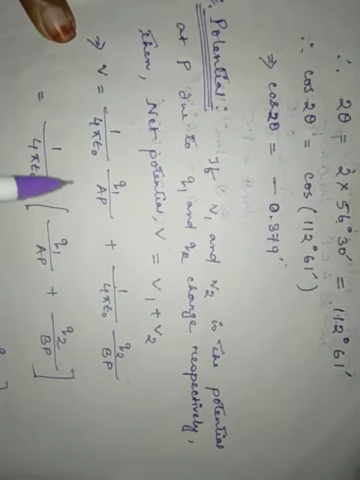 ∴ 2θ = 2 × 56°30' = 112°61'
∴ cos 2θ = cos (112°61')
⇒ cos 2θ = - 0.379'
Potential : If V₁ and V₂ is the potential
at P due to q₁ and q₂ charge respectively,
then, Net potential, V = V₁ + V₂
⇒ V = 1/4πε₀ q₁/AP + 1/4πε₀ q₂/BP
= 1/4πε₀ [ q₁/AP + q₂/BP ]